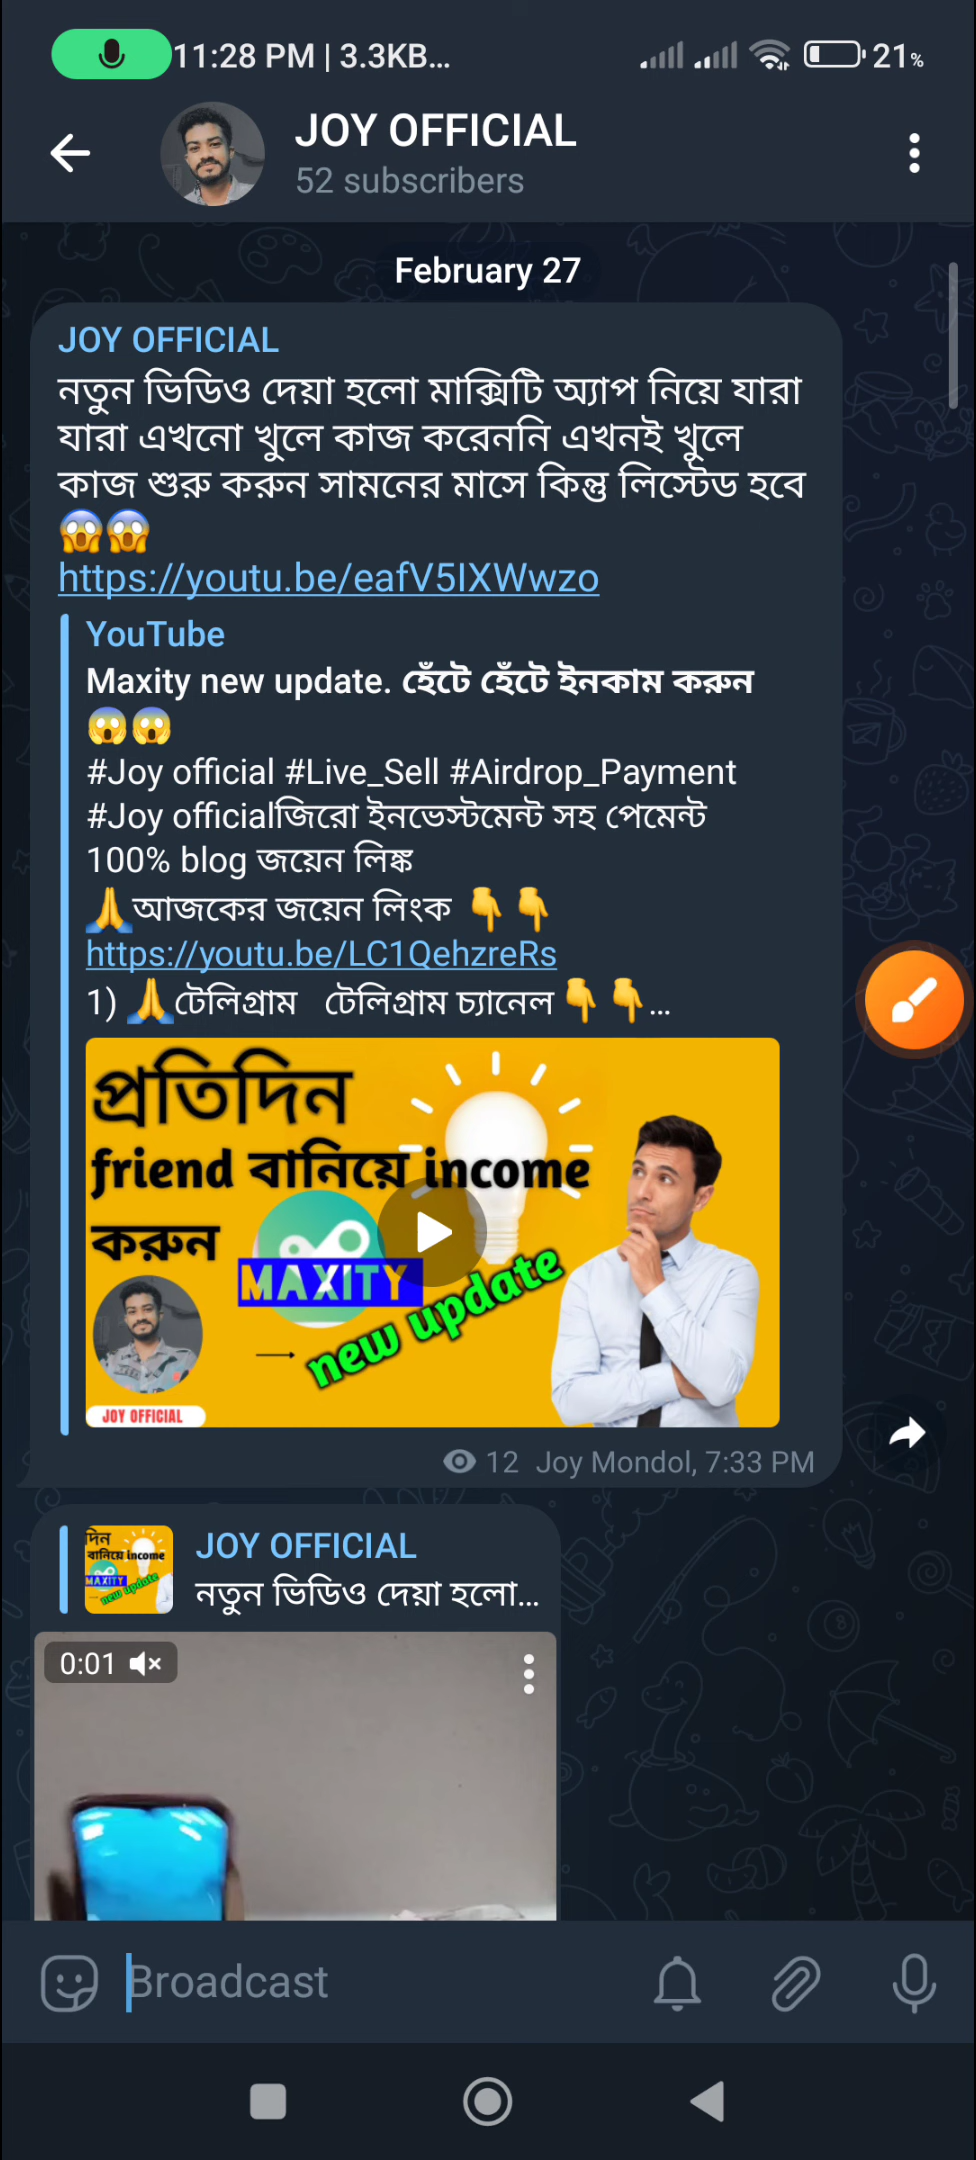 11:28 PM | 3.3KB...
21%
JOY OFFICIAL
52 subscribers
February 27
JOY OFFICIAL
নতুন ভিডিও দেয়া হলো মাক্সিটি অ্যাপ নিয়ে যারা
যারা এখনো খুলে কাজ করেননি এখনই খুলে
কাজ শুরু করুন সামনের মাসে কিন্তু লিস্টেড হবে
😱😱
https://youtu.be/eafV5IXWwzo
YouTube
Maxity new update. হেঁটে হেঁটে ইনকাম করুন
😱😱
#Joy official #Live_Sell #Airdrop_Payment
#Joy officialজিরো ইনভেস্টমেন্ট সহ পেমেন্ট
100% blog জয়েন লিঙ্ক
🙏আজকের জয়েন লিংক 👇👇
https://youtu.be/LC1QehzreRs
1) 🙏টেলিগ্রাম টেলিগ্রাম চ্যানেল 👇👇...
প্রতিদিন
friend বানিয়ে income
করুন
MAXITY
new update
JOY OFFICIAL
12 Joy Mondol, 7:33 PM
দিন
বানিয়ে income
MAXITY
new update
JOY OFFICIAL
নতুন ভিডিও দেয়া হলো...
0:01
Broadcast